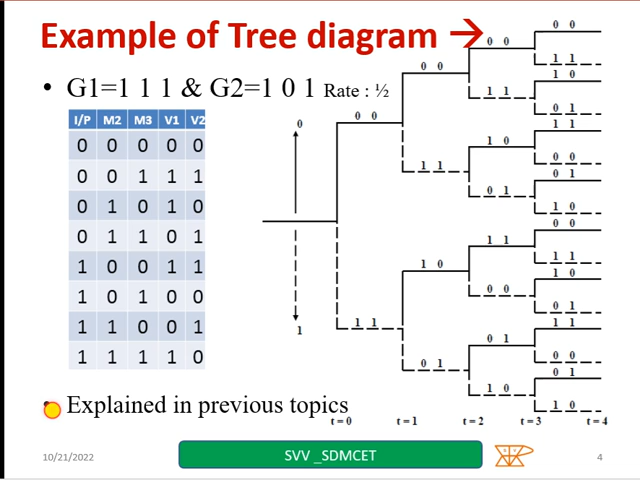 Example of Tree diagram →
• G1=1 1 1 & G2=1 0 1 Rate : ½
I/P M2 M3 V1 V2
0 0 0 0 0
0 0 1 1 1
0 1 0 1 0
0 1 1 0 1
1 0 0 1 1
1 0 1 0 0
1 1 0 0 1
1 1 1 1 0
0
1
0 0
1 1
0 0
1 1
1 0
0 1
0 0
1 1
1 0
0 1
1 1
0 0
0 1
1 0
0 0
1 1
1 0
0 1
1 1
0 0
0 1
1 0
0 0
1 1
1 0
0 1
1 1
0 0
0 1
1 0
t = 0 t = 1 t = 2 t = 3 t = 4
• Explained in previous topics
10/21/2022
SVV _SDMCET
4